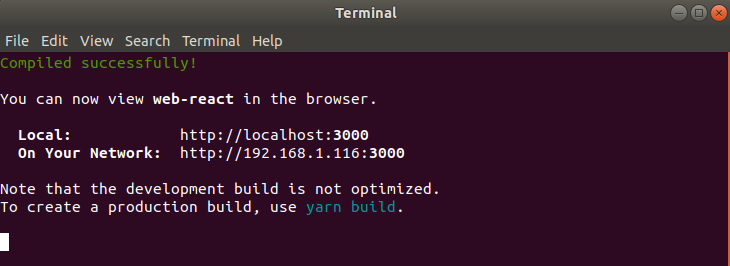 Terminal
File Edit View Search Terminal Help
Compiled successfully!
You can now view web-react in the browser.
Local: http://localhost:3000
On Your Network: http://192.168.1.116:3000
Note that the development build is not optimized.
To create a production build, use yarn build.